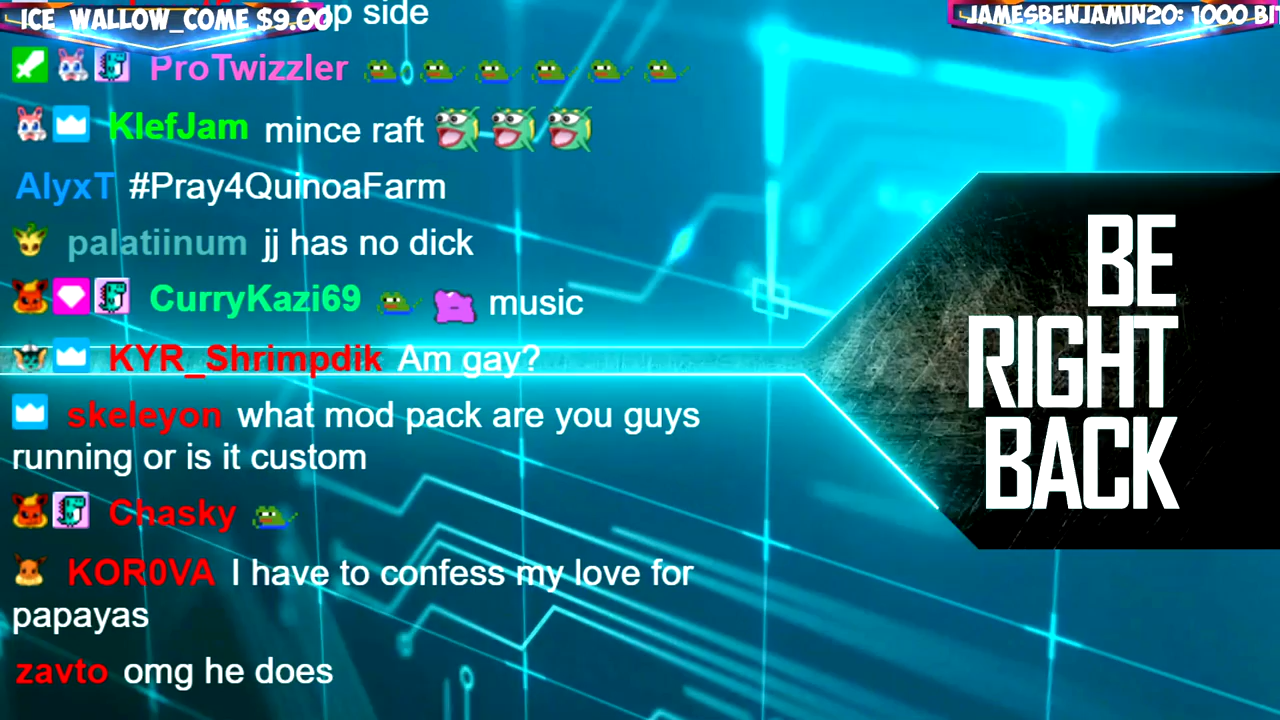 ICE_WALLOW_COME $9.00
up side
JAMESBENJAMIN20: 1000 BI
ProTwizzler
KlefJam mince raft
AlyxT #Pray4QuinoaFarm
palatiinum jj has no dick
CurryKazi69 music
KYR_Shrimpdik Am gay?
skeleyon what mod pack are you guys
running or is it custom
Chasky
KOR0VA I have to confess my love for
papayas
zavto omg he does
BE
RIGHT
BACK